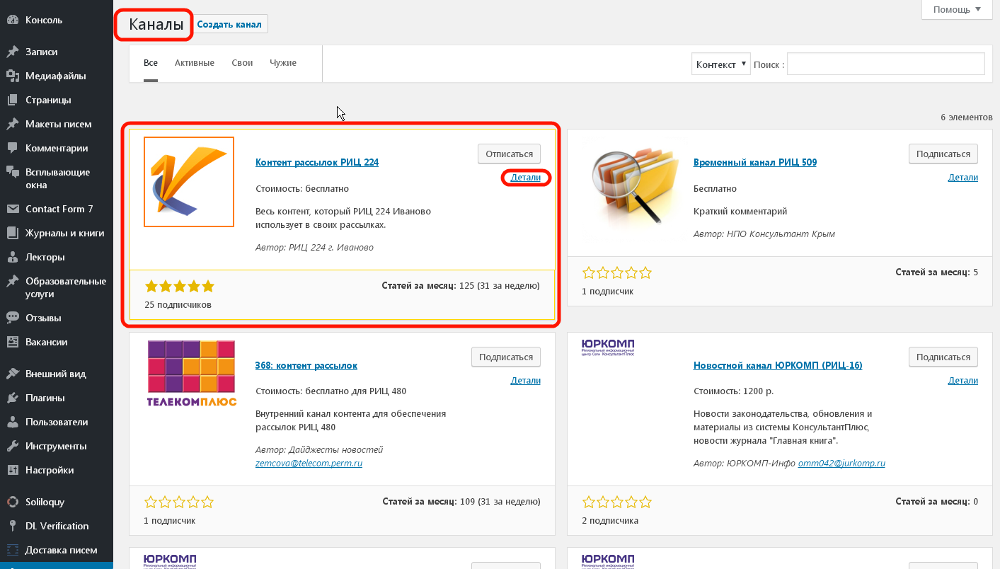 Консоль
Записи
Медиафайлы
Страницы
Макеты писем
Комментарии
Всплывающие
окна
Contact Form 7
Журналы и книги
Лекторы
Образовательные
услуги
Отзывы
Вакансии
Внешний вид
Плагины
Пользователи
Инструменты
Настройки
Soliloquy
DL Verification
Доставка писем
Помощь
Каналы Создать канал
Все Активные Свои Чужие Контекст Поиск :
6 элементов
Отписаться
Контент рассылок РИЦ 224
Детали
Стоимость: бесплатно
Весь контент, который РИЦ 224 Иваново
использует в своих рассылках.
Автор: РИЦ 224 г. Иваново
Статей за месяц: 125 (31 за неделю)
25 подписчиков
Подписаться
Временный канал РИЦ 509
Детали
Бесплатно
Краткий комментарий
Автор: НПО Консультант Крым
Статей за месяц: 5
1 подписчик
ТЕЛЕКОМПЛЮС
Подписаться
368: контент рассылок
Детали
Стоимость: бесплатно для РИЦ 480
Внутренний канал контента для обеспечения
рассылок РИЦ 480
Автор: Дайджесты новостей
zemcova@telecom.perm.ru
Статей за месяц: 109 (31 за неделю)
1 подписчик
ЮРКОМП
Региональный информационный
центр Сети КонсультантПлюс
Подписаться
Новостной канал ЮРКОМП (РИЦ-16)
Детали
Стоимость: 1200 р.
Новости законодательства, обновления и
материалы из системы КонсультантПлюс,
новости журнала "Главная книга".
Автор: ЮРКОМП-Инфо omm042@jurkomp.ru
Статей за месяц: 0
2 подписчика
ЮРКОМП
Региональный информационный
центр Сети КонсультантПлюс
ЮРКОМП
Региональный информационный
центр Сети КонсультантПлюс